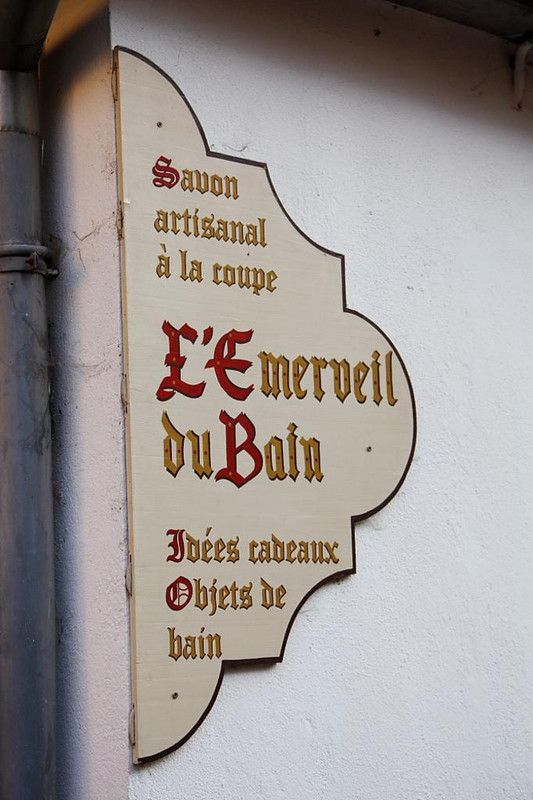 Savon
artisanal
à la coupe
L'Emerveil
du Bain
Idées cadeaux
Objets de
bain